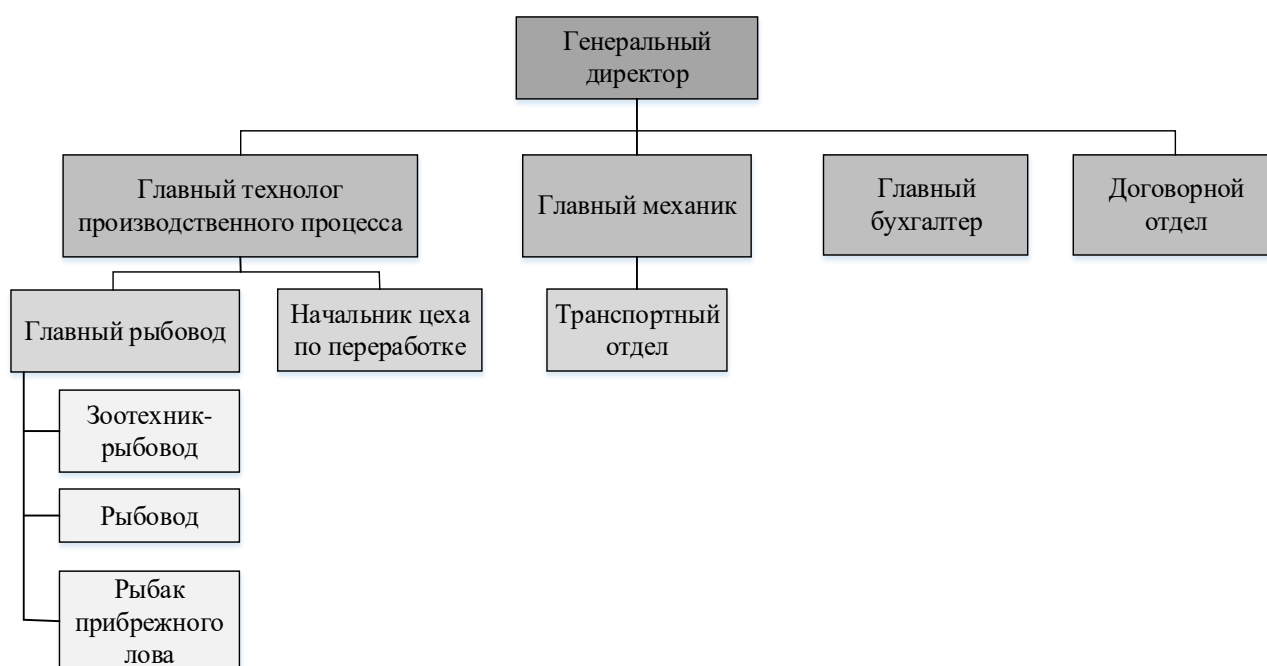 Генеральный
директор
Главный технолог
производственного процесса
Главный механик
Главный
бухгалтер
Договорной
отдел
Главный рыбовод
Начальник цеха
по переработке
Транспортный
отдел
Зоотехник-
рыбовод
Рыбовод
Рыбак
прибрежного
лова